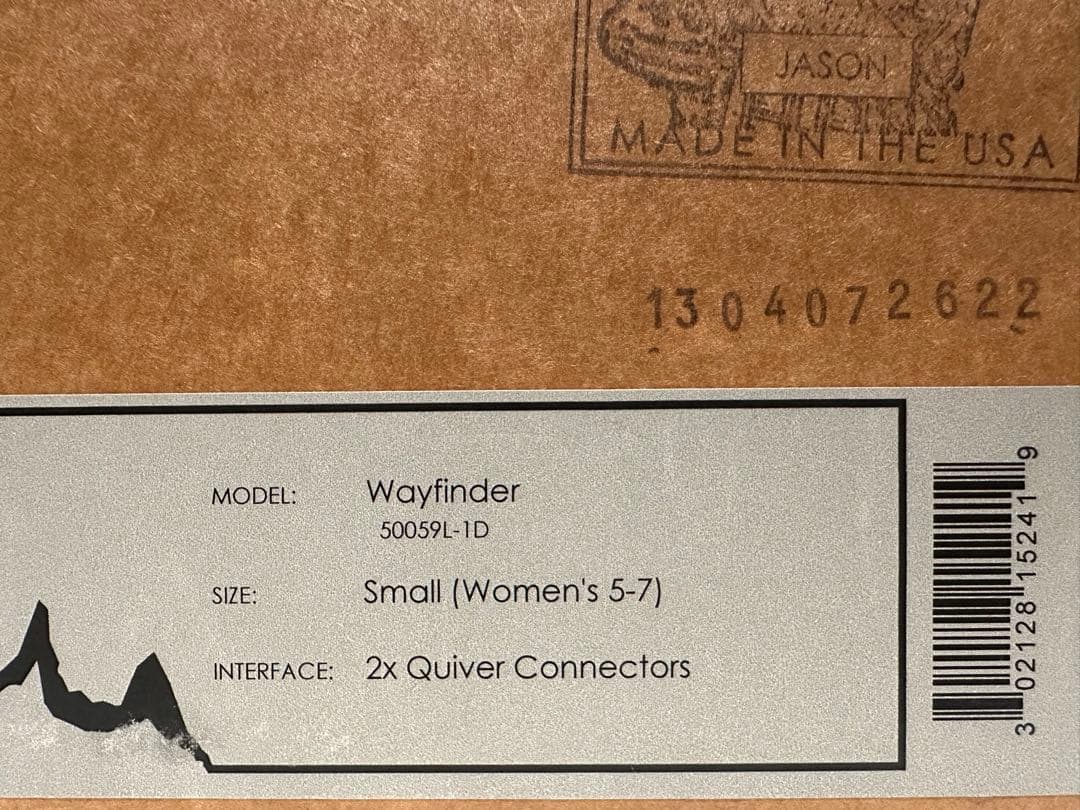 JASON
MADE IN THE USA
1304072622
MODEL: Wayfinder
50059L-1D
SIZE: Small (Women's 5-7)
INTERFACE: 2x Quiver Connectors
3 02128 15241 9